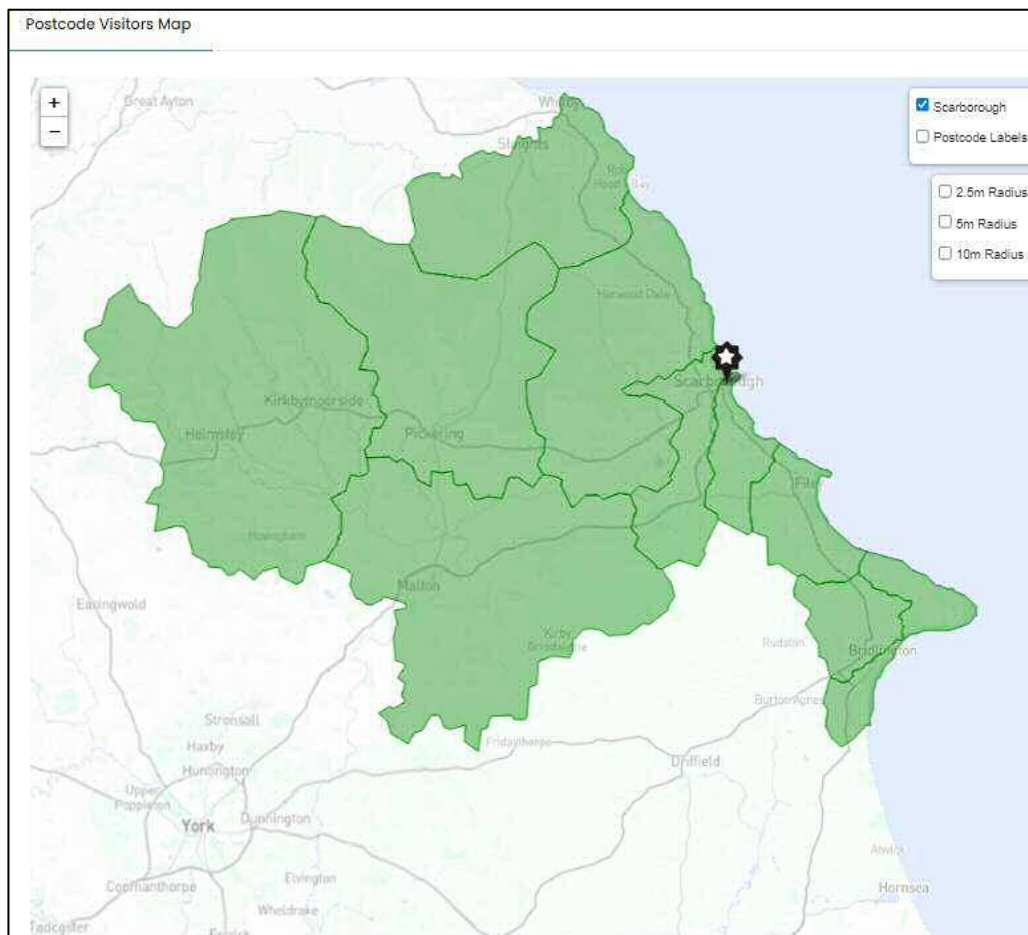 Postcode Visitors Map
+
−
Great Ayton
Whitby
Scarborough
Postcode Labels
Sleights
Robin
Hood's Bay
2.5m Radius
5m Radius
10m Radius
Harwood Dale
Scarborough
Kirkbymoorside
Helmsley
Pickering
Filey
Hovingham
Malton
Easingwold
Kirby
Grindalythe
Rudston
Bridlington
Burton Agnes
Strensall
Haxby
Huntington
Fridaythorpe
Driffield
Upper
Poppleton
York
Dunnington
Atwick
Copmanthorpe
Elvington
Hornsea
Wheldrake
Tadcaster